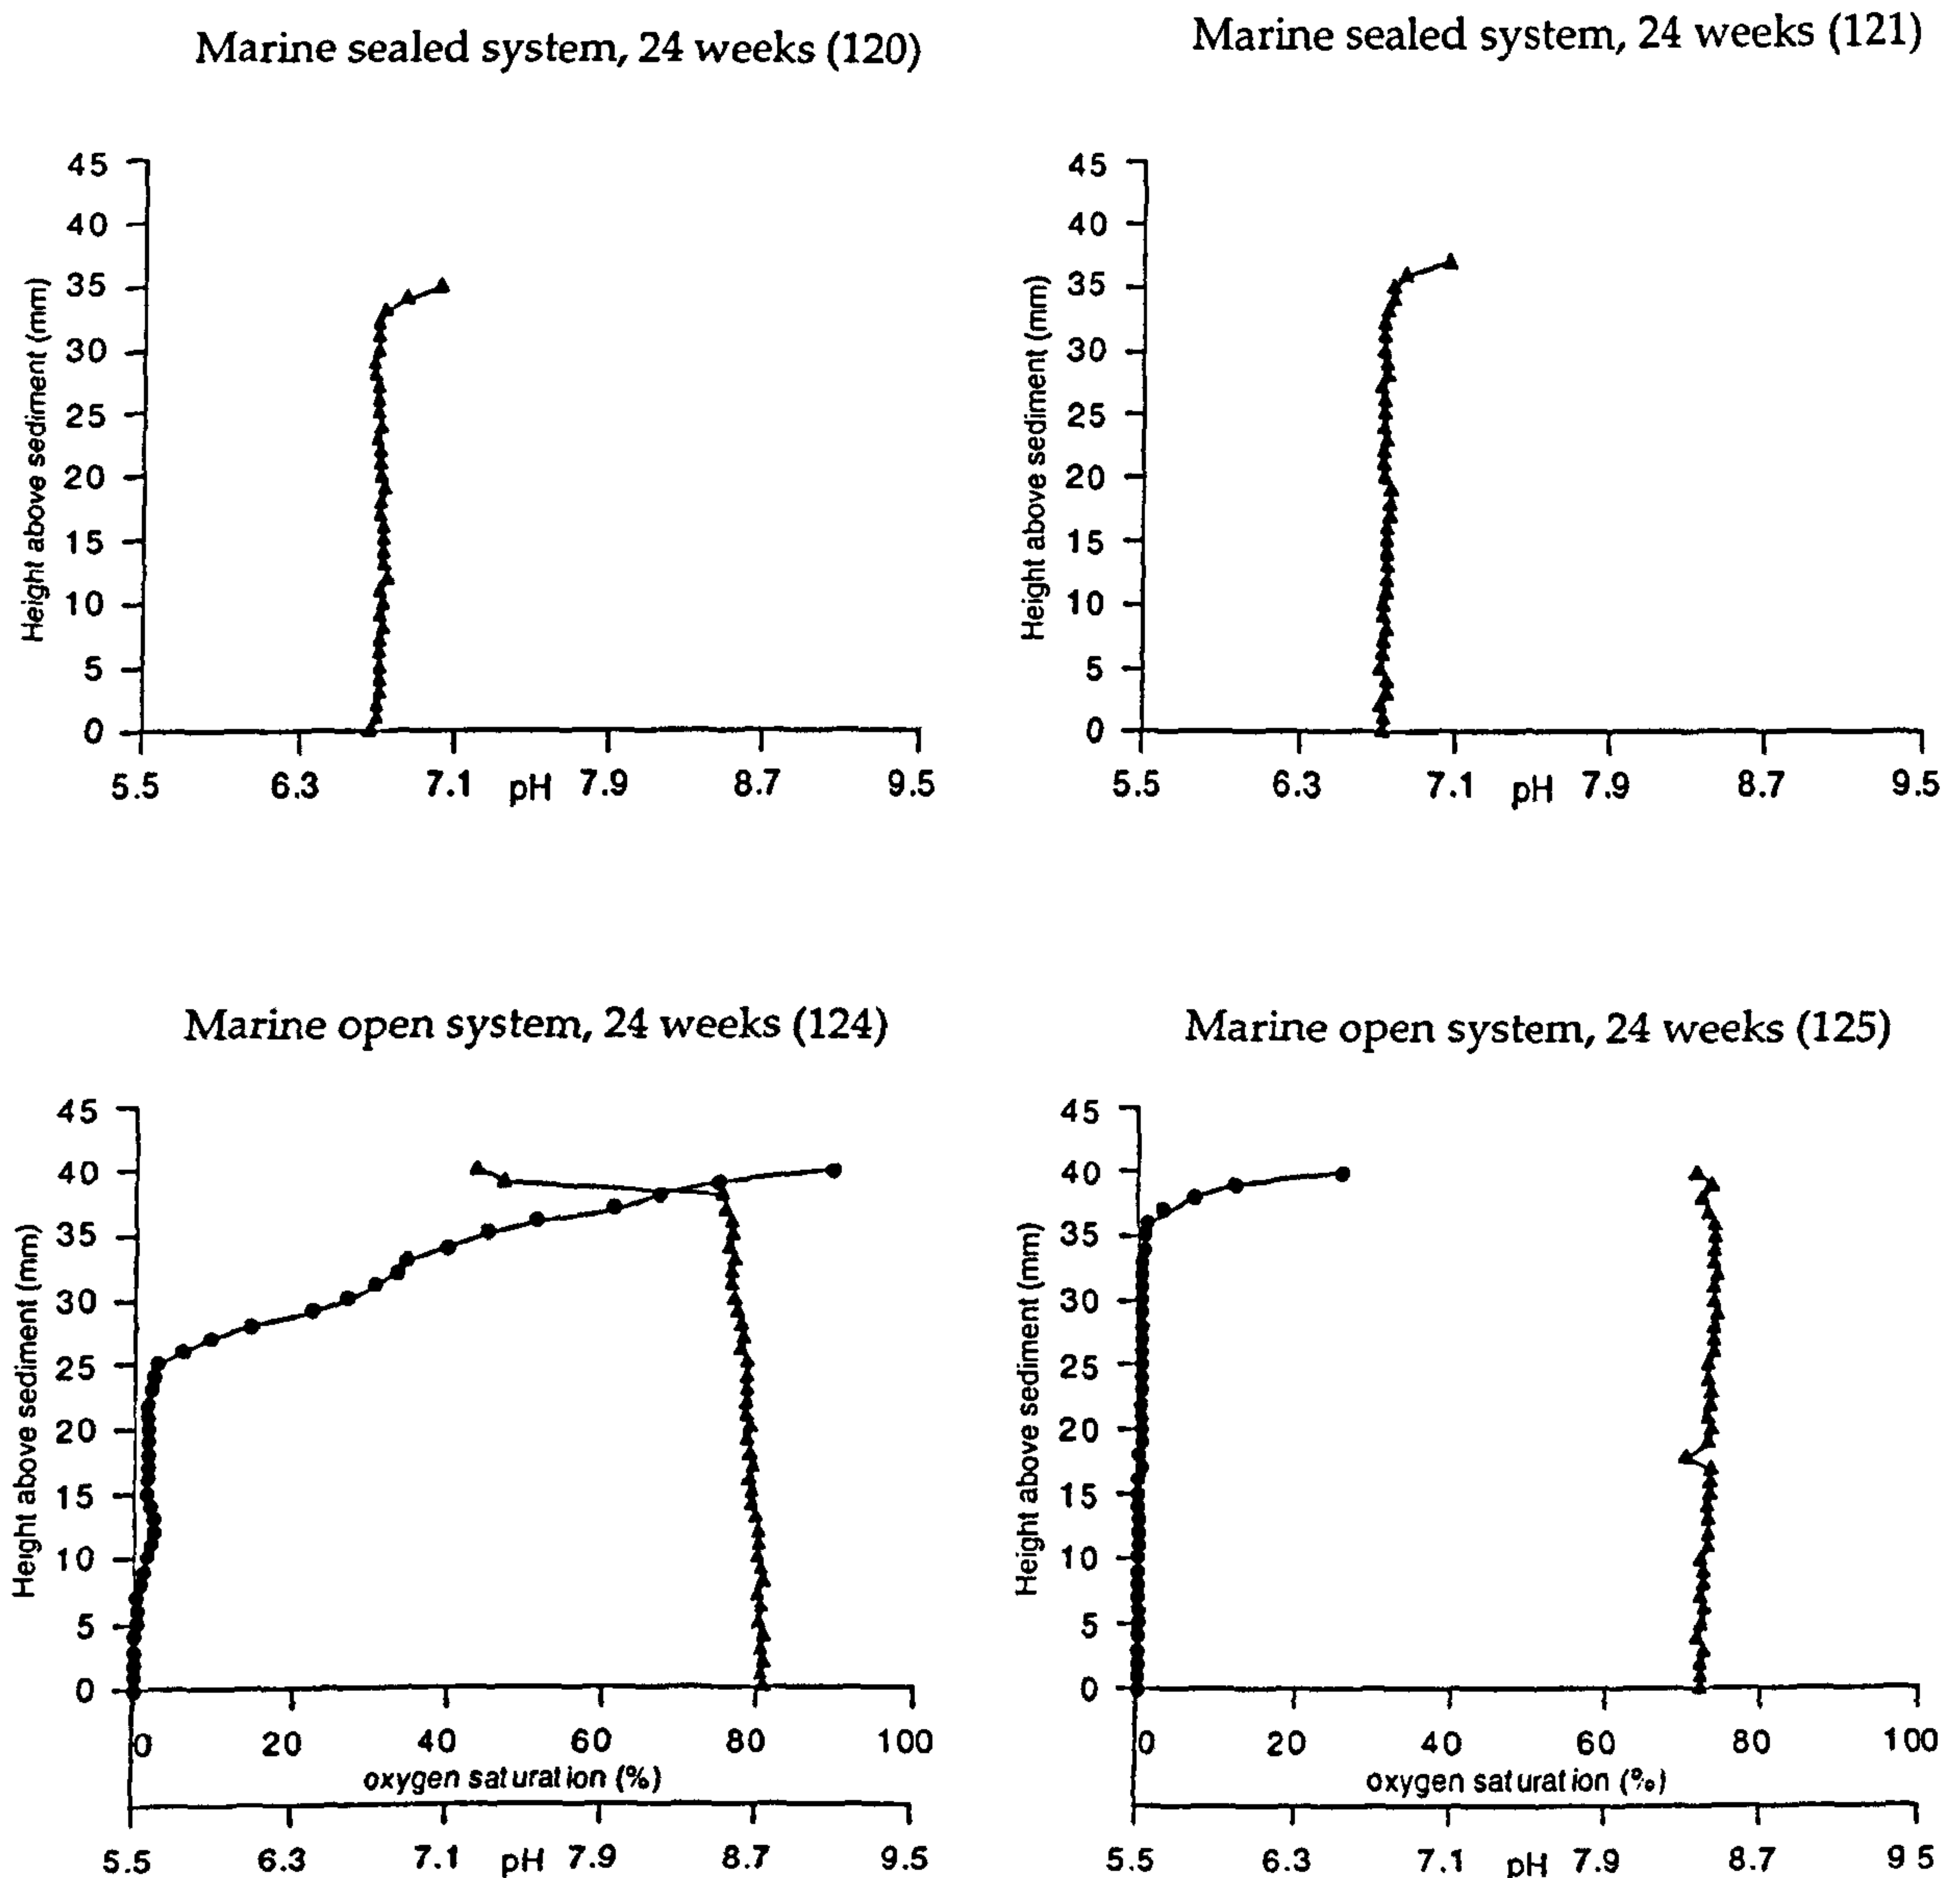 Marine sealed system, 24 weeks (120)
45
40
35
30
25
20
15
10
5
0
Height above sediment (mm)
5.5 6.3 7.1 pH 7.9 8.7 9.5
Marine sealed system, 24 weeks (121)
45
40
35
30
25
20
15
10
5
0
Height above sediment (mm)
5.5 6.3 7.1 pH 7.9 8.7 9.5
Marine open system, 24 weeks (124)
45
40
35
30
25
20
15
10
5
0
Height above sediment (mm)
0 20 40 60 80 100
oxygen saturation (%)
5.5 6.3 7.1 pH 7.9 8.7 9.5
Marine open system, 24 weeks (125)
45
40
35
30
25
20
15
10
5
0
Height above sediment (mm)
0 20 40 60 80 100
oxygen saturation (%)
5.5 6.3 7.1 pH 7.9 8.7 9 5